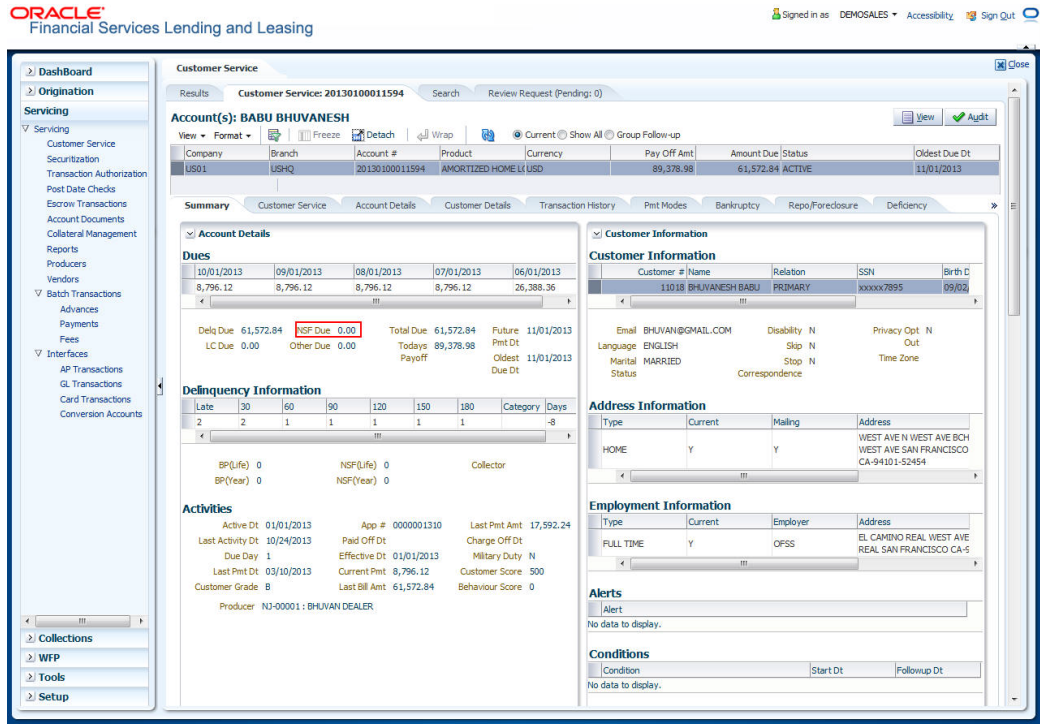 ORACLE
Financial Services Lending and Leasing
Signed in as DEMOSALES Accessibility Sign Out
Close
DashBoard
Origination
Servicing
Servicing
Customer Service
Securitization
Transaction Authorization
Post Date Checks
Escrow Transactions
Account Documents
Collateral Management
Reports
Producers
Vendors
Batch Transactions
Advances
Payments
Fees
Interfaces
AP Transactions
GL Transactions
Card Transactions
Conversion Accounts
Collections
WFP
Tools
Setup
Customer Service
Results Customer Service: 20130100011594 Search Review Request (Pending: 0)
Account(s): BABU BHUVANESH
View Audit
View Format Freeze Detach Wrap Current Show All Group Follow-up
Company Branch Account # Product Currency Pay Off Amt Amount Due Status Oldest Due Dt
US01 USHQ 20130100011594 AMORTIZED HOME L( USD 89,378.98 61,572.84 ACTIVE 11/01/2013
Summary Customer Service Account Details Customer Details Transaction History Pmt Modes Bankruptcy Repo/Foreclosure Deficiency »
Account Details
Dues
10/01/2013 09/01/2013 08/01/2013 07/01/2013 06/01/2013
8,796.12 8,796.12 8,796.12 8,796.12 26,388.36
Delq Due 61,572.84 NSF Due 0.00 Total Due 61,572.84 Future Pmt Dt 11/01/2013
LC Due 0.00 Other Due 0.00 Todays Payoff 89,378.98 Oldest Due Dt 11/01/2013
Delinquency Information
Late 30 60 90 120 150 180 Category Days
2 2 1 1 1 1 1 -8
BP(Life) 0 NSF(Life) 0 Collector
BP(Year) 0 NSF(Year) 0
Activities
Active Dt 01/01/2013 App # 0000001310 Last Pmt Amt 17,592.24
Last Activity Dt 10/24/2013 Paid Off Dt Charge Off Dt
Due Day 1 Effective Dt 01/01/2013 Military Duty N
Last Pmt Dt 03/10/2013 Current Pmt 8,796.12 Customer Score 500
Customer Grade B Last Bill Amt 61,572.84 Behaviour Score 0
Producer NJ-00001 : BHUVAN DEALER
Customer Information
Customer Information
Customer # Name Relation SSN Birth D
11018 BHUVANESH BABU PRIMARY xxxxx7895 09/02/
Email BHUVAN@GMAIL.COM Disability N Privacy Opt Out N
Language ENGLISH Skip N Time Zone
Marital Status MARRIED Stop Correspondence N
Address Information
Type Current Mailing Address
HOME Y Y WEST AVE N WEST AVE BCH
WEST AVE SAN FRANCISCO
CA-94101-52454
Employment Information
Type Current Employer Address
FULL TIME Y OFSS EL CAMINO REAL WEST AVE
REAL SAN FRANCISCO CA-9
Alerts
Alert
No data to display.
Conditions
Condition Start Dt Followup Dt
No data to display.